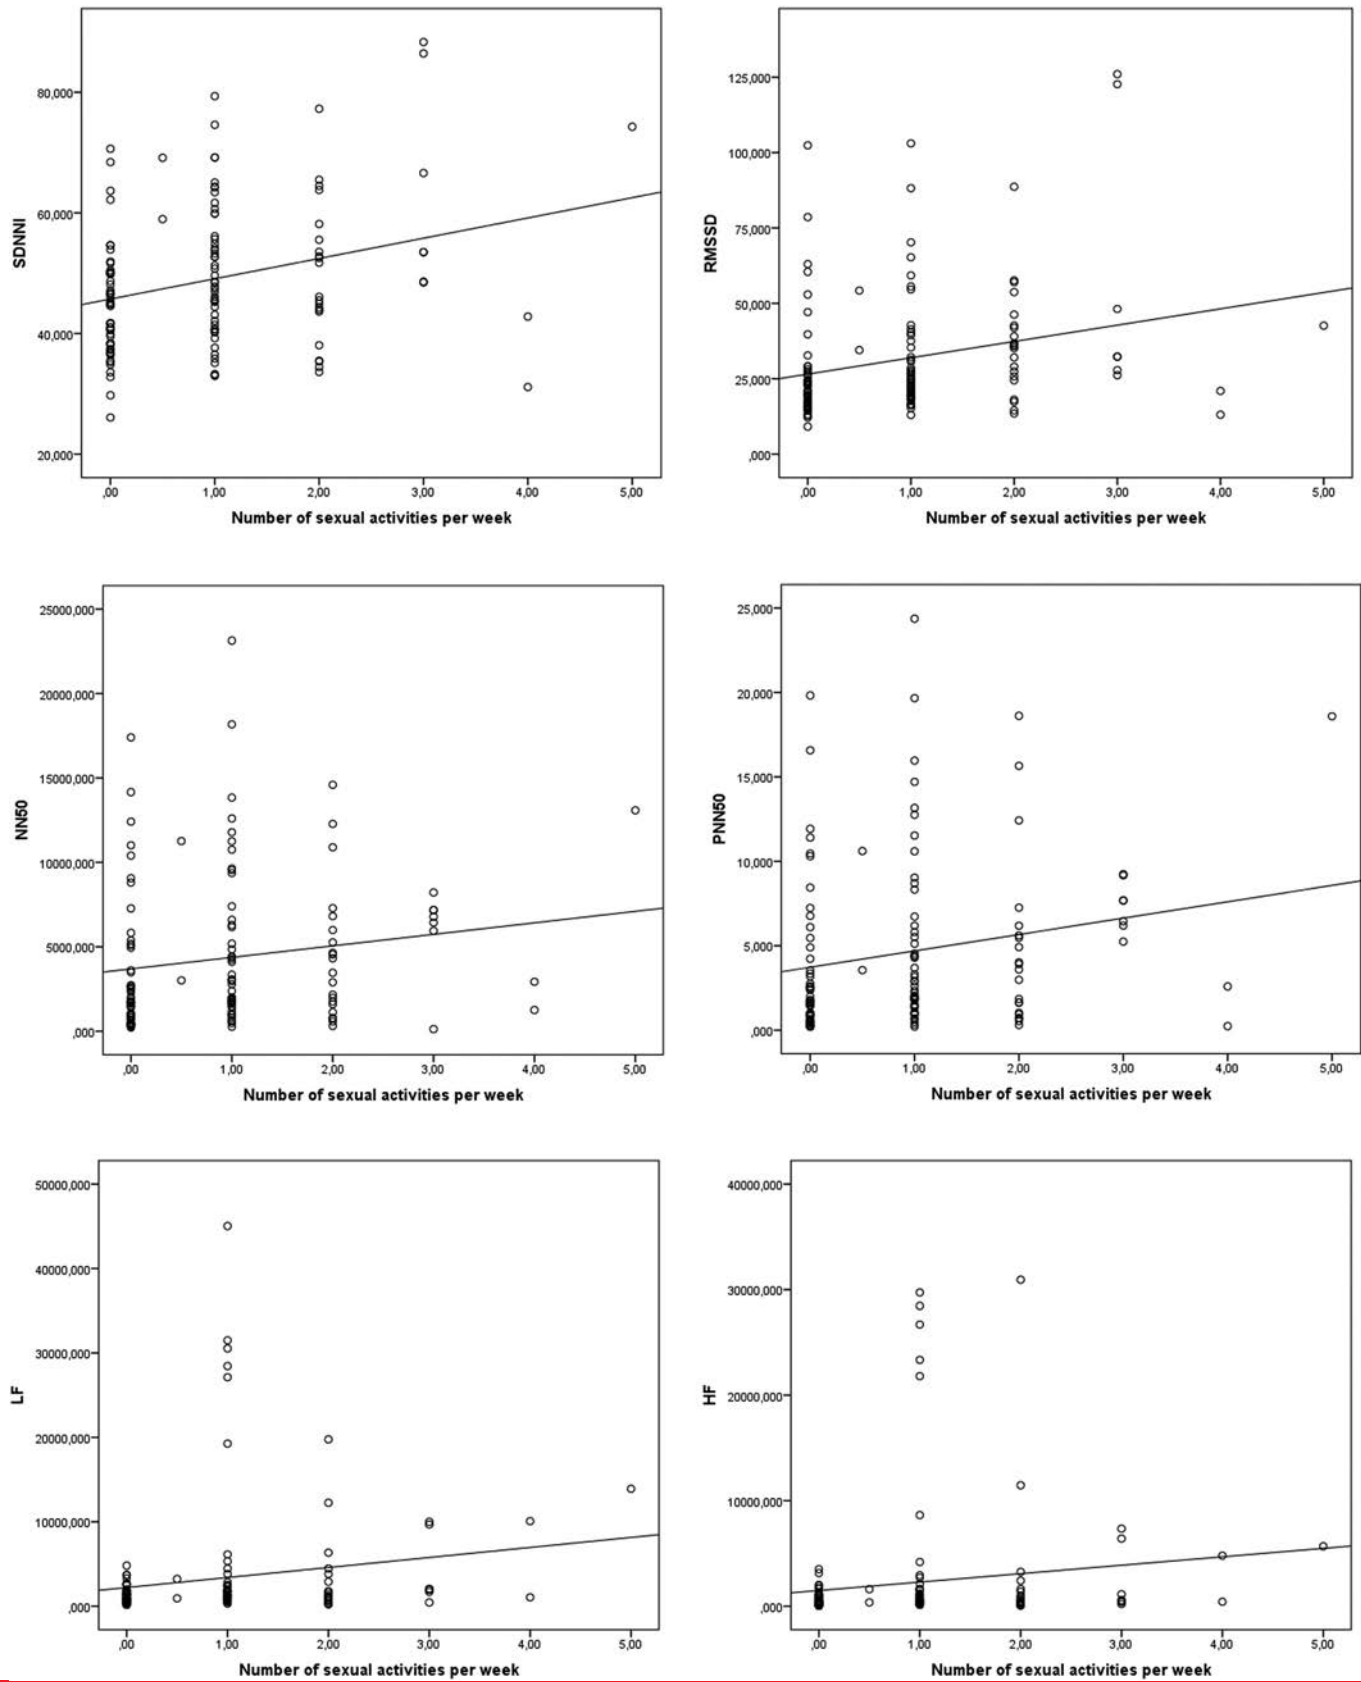 80,000
60,000
40,000
20,000
SDNNI
,00 1,00 2,00 3,00 4,00 5,00
Number of sexual activities per week
125,000
100,000
75,000
50,000
25,000
,000
RMSSD
,00 1,00 2,00 3,00 4,00 5,00
Number of sexual activities per week
25000,000
20000,000
15000,000
10000,000
5000,000
,000
NN50
,00 1,00 2,00 3,00 4,00 5,00
Number of sexual activities per week
25,000
20,000
15,000
10,000
5,000
,000
PNN50
,00 1,00 2,00 3,00 4,00 5,00
Number of sexual activities per week
50000,000
40000,000
30000,000
20000,000
10000,000
,000
LF
,00 1,00 2,00 3,00 4,00 5,00
Number of sexual activities per week
40000,000
30000,000
20000,000
10000,000
,000
HF
,00 1,00 2,00 3,00 4,00 5,00
Number of sexual activities per week